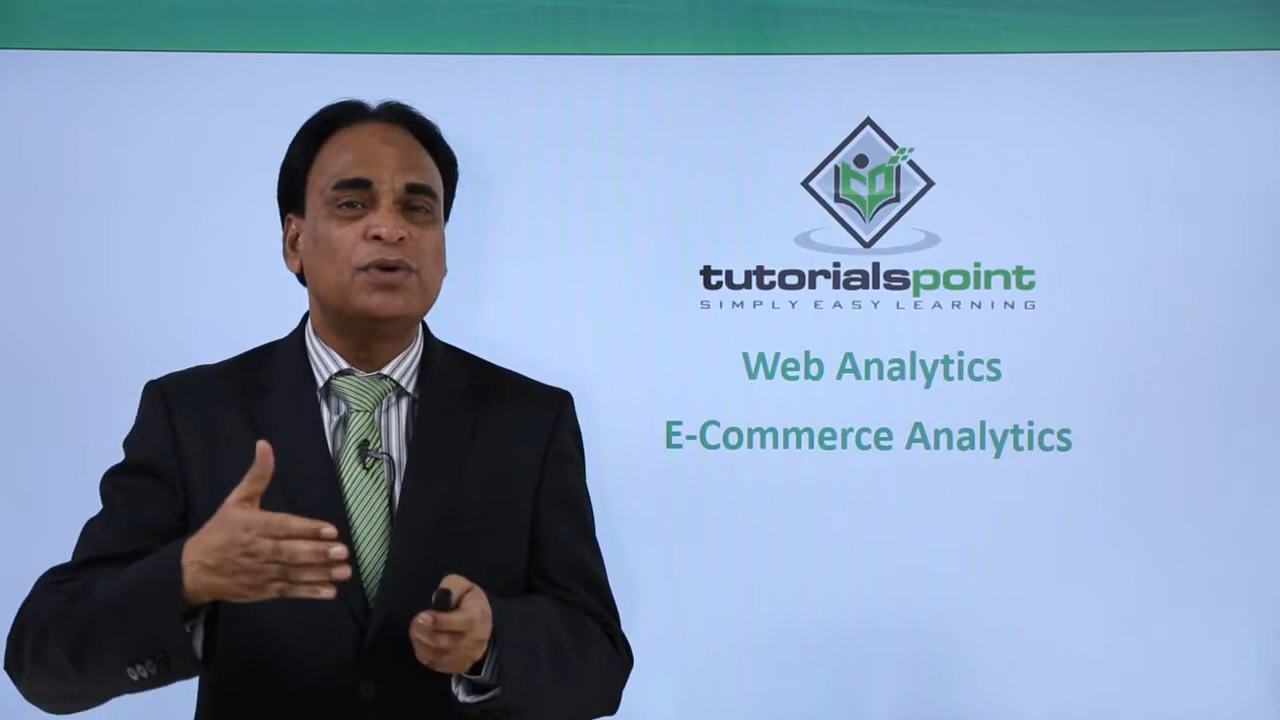 tutorialspoint
SIMPLY EASY LEARNING
Web Analytics
E-Commerce Analytics